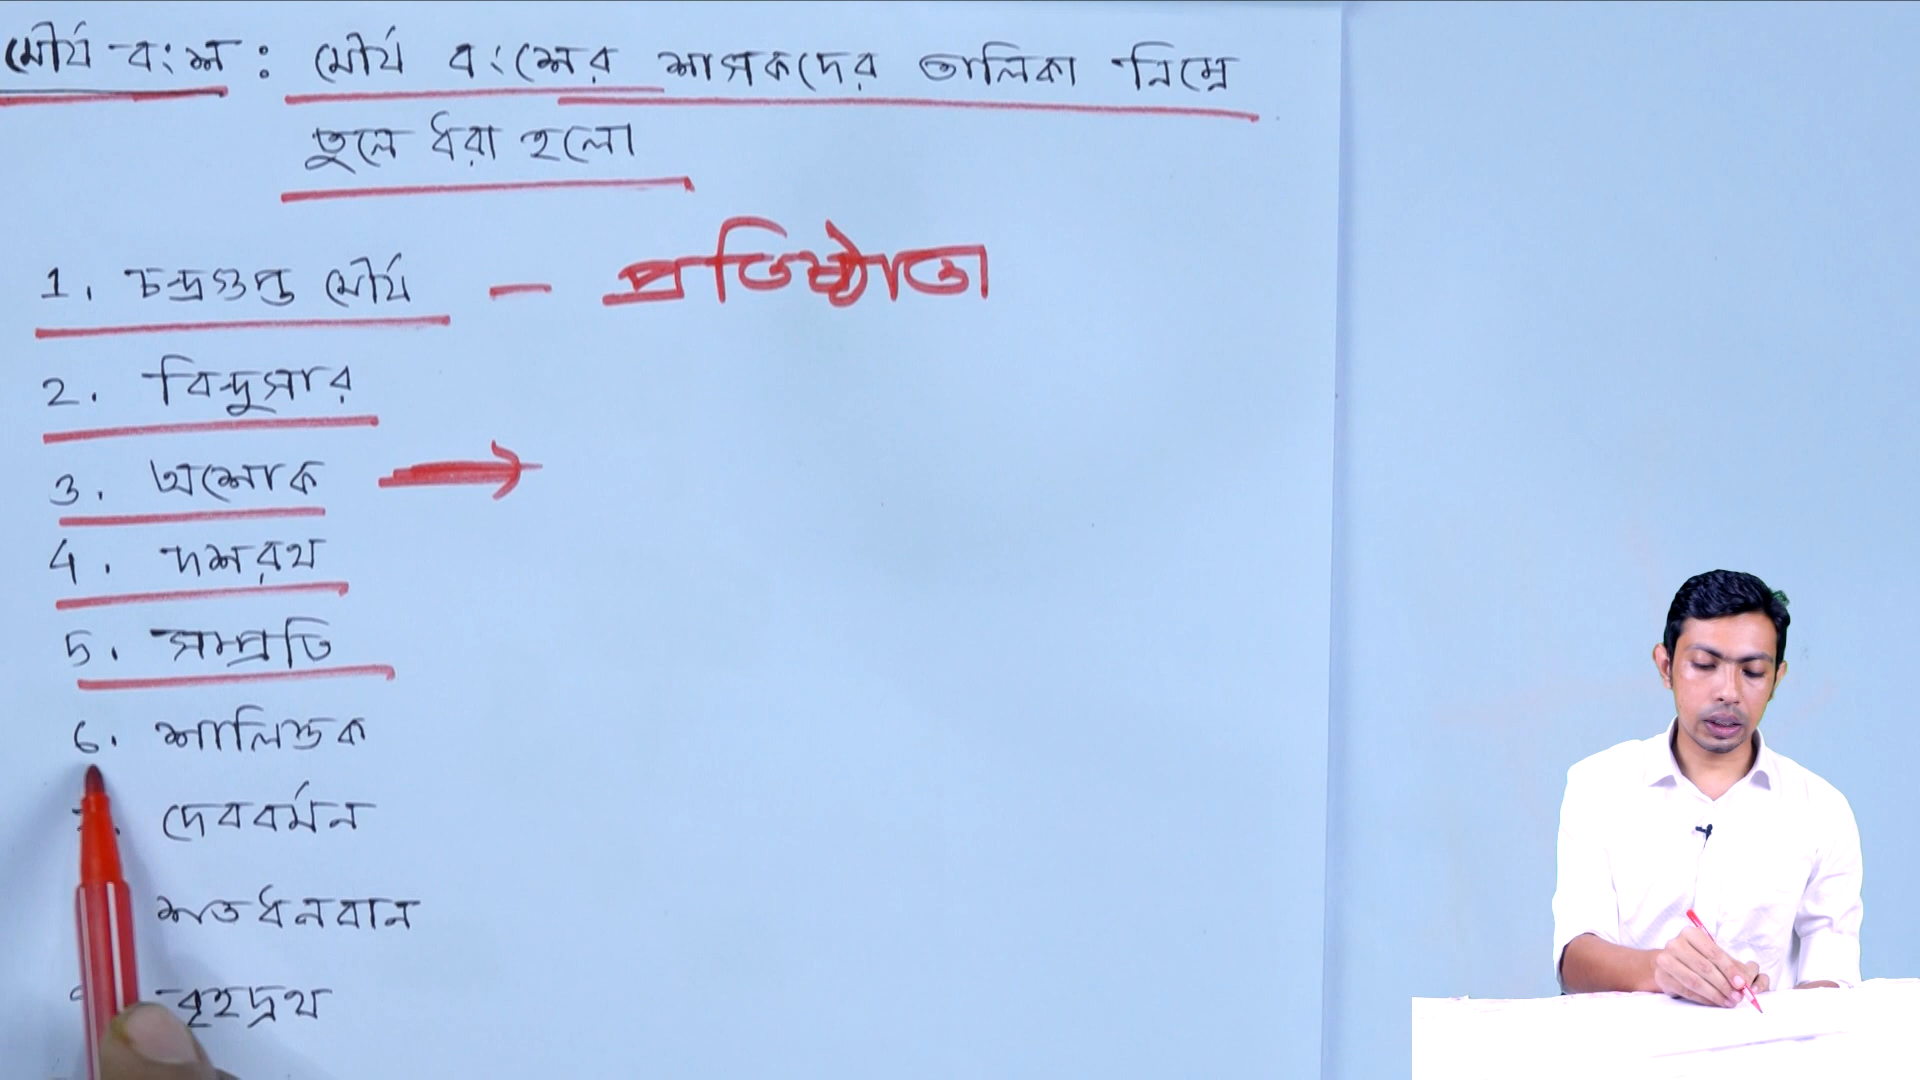 মৌর্য বংশ : মৌর্য বংশের শাসকদের তালিকা নিম্নে
তুলে ধরা হলো
1. চন্দ্রগুপ্ত মৌর্য — প্রতিষ্ঠাতা
2. বিন্দুসার
3. অশোক →
4. দশরথ
5. সম্প্রতি
6. শালিশুক
দেববর্মন
শতধনবান
বৃহদ্রথ